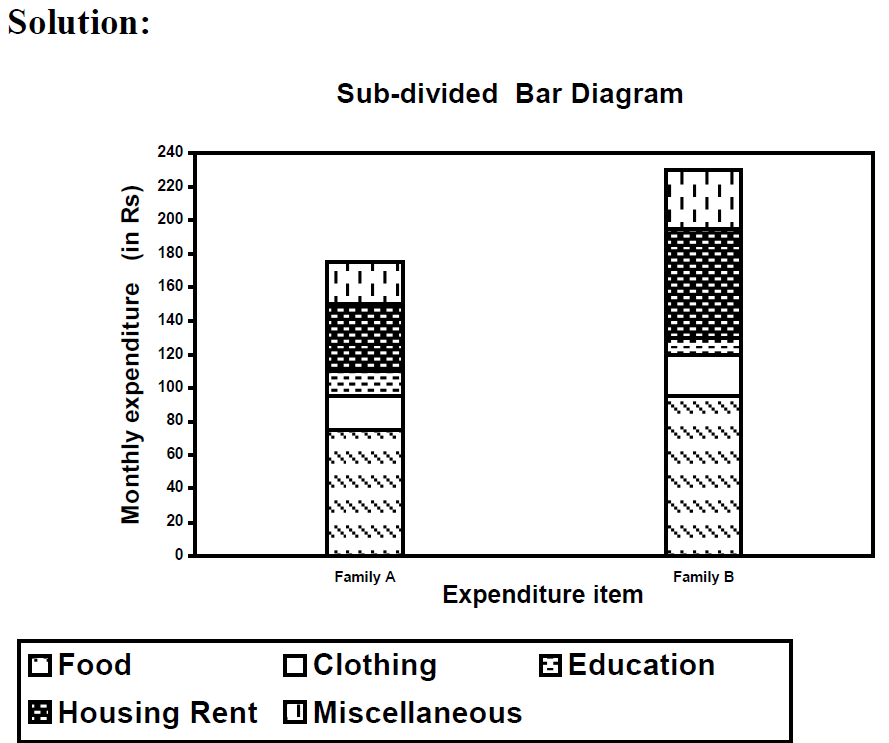 Solution:
Sub-divided Bar Diagram
Monthly expenditure (in Rs)
240
220
200
180
160
140
120
100
80
60
40
20
0
Family A Family B
Expenditure item
Food Clothing Education
Housing Rent Miscellaneous